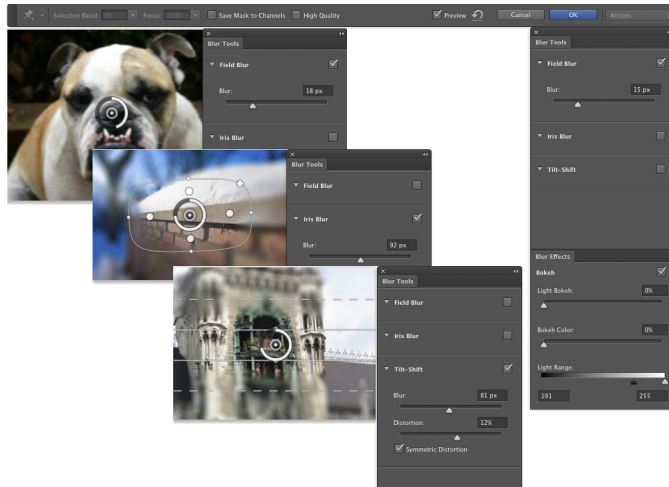 Selection Bleed: 0% Focus: 100% Save Mask to Channels High Quality Preview Cancel OK Actions
Blur Tools
Field Blur
Blur: 18 px
Iris Blur
Blur Tools
Field Blur
Iris Blur
Blur: 92 px
Blur Tools
Field Blur
Iris Blur
Tilt-Shift
Blur: 81 px
Distortion: 12%
Symmetric Distortion
Blur Tools
Field Blur
Blur: 15 px
Iris Blur
Tilt-Shift
Blur Effects
Bokeh
Light Bokeh: 0%
Bokeh Color: 0%
Light Range:
191 255